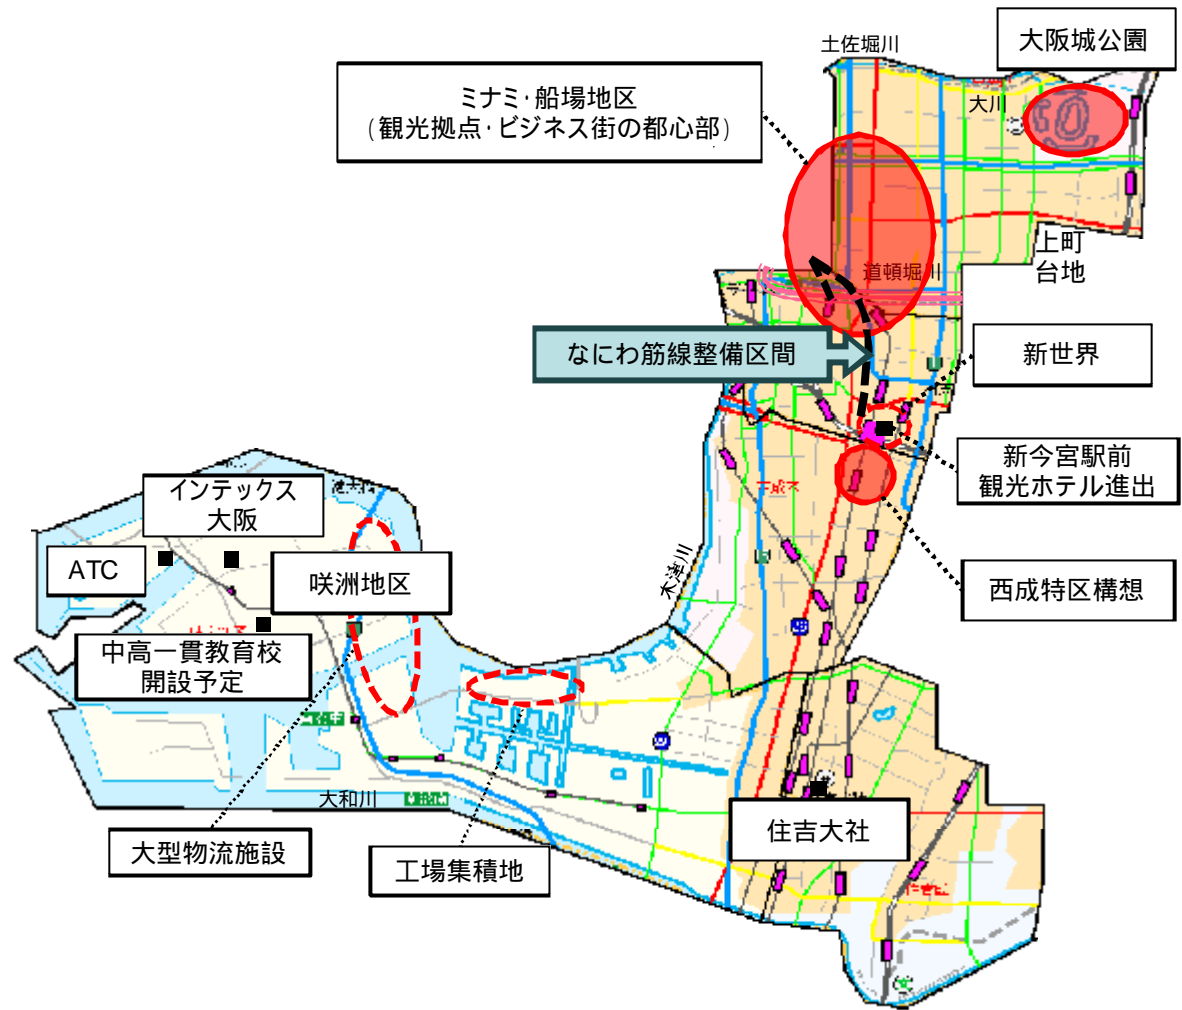 土佐堀川
大阪城公園
ミナミ・船場地区
(観光拠点・ビジネス街の都心部)
大川
上町
台地
道頓堀川
なにわ筋線整備区間
新世界
新今宮駅前
観光ホテル進出
インテックス
大阪
ATC
咲洲地区
木津川
西成特区構想
中高一貫教育校
開設予定
大和川
住吉大社
大型物流施設
工場集積地